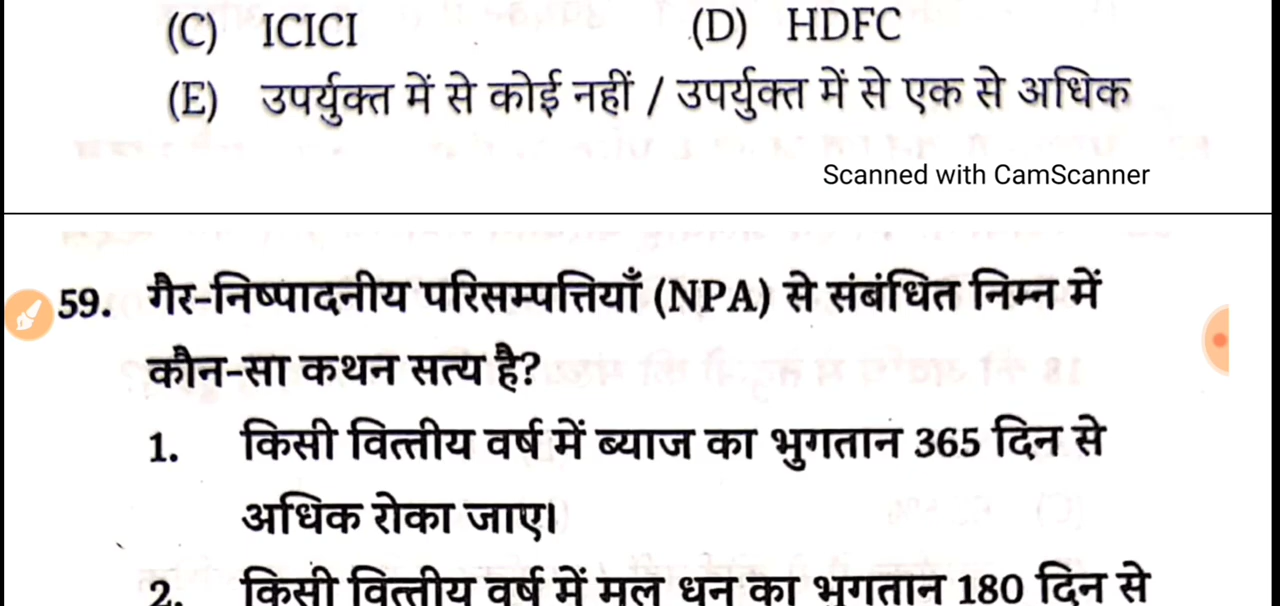 (C) ICICI (D) HDFC
(E) उपर्युक्त में से कोई नहीं / उपर्युक्त में से एक से अधिक
Scanned with CamScanner
59. गैर-निष्पादनीय परिसम्पत्तियाँ (NPA) से संबंधित निम्न में
कौन-सा कथन सत्य है?
1. किसी वित्तीय वर्ष में ब्याज का भुगतान 365 दिन से
अधिक रोका जाए।
2. किसी वित्तीय वर्ष में मूल धन का भुगतान 180 दिन से